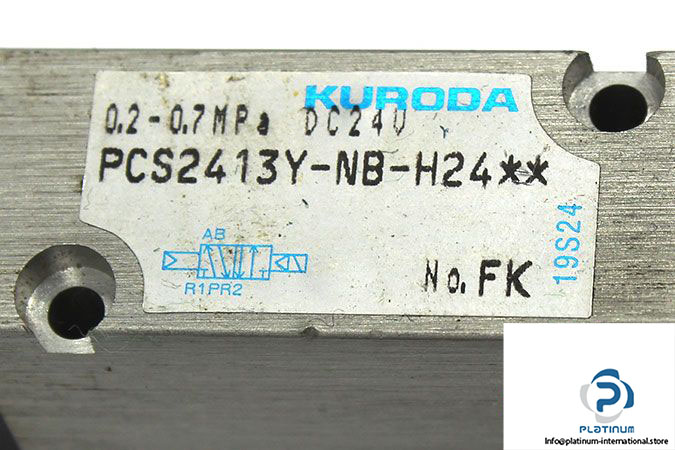 KURODA
0.2-0.7MPa DC24V
PCS2413Y-NB-H24**
AB
R1PR2
No. FK
19S24
P
PLATINUM
info@platinum-international.store